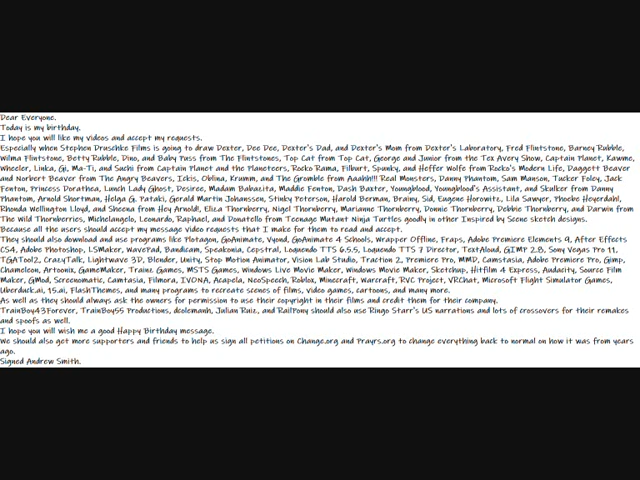 Dear Everyone.
Today is my birthday.
I hope you will like my videos and accept my requests.
Especially when Stephen Druschke Films is going to draw Dexter, Dee Dee, Dexter's Dad, and Dexter's Mom from Dexter's Laboratory, Fred Flintstone, Barney Rubble,
Wilma Flintstone, Betty Rubble, Dino, and Baby Puss from The Flintstones, Top Cat from Top Cat, George and Junior from the Tex Avery Show, Captain Planet, Kawme,
Wheeler, Linka, Gi, Ma-Ti, and Suchi from Captain Planet and the Planeteers, Rocko Rama, Filburt, Spunky, and Heffer Wolfe from Rocko's Modern Life, Daggett Beaver
and Norbert Beaver from The Angry Beavers, Ickis, Oblina, Krumm, and The Gromble from Aaahh!!! Real Monsters, Danny Phantom, Sam Manson, Tucker Foley, Jack
Fenton, Princess Dorathea, Lunch Lady Ghost, Desiree, Madam Babazita, Maddie Fenton, Dash Baxter, Youngblood, Youngblood's Assistant, and Skulker from Danny
Phantom, Arnold Shortman, Helga G. Pataki, Gerald Martin Johanssen, Stinky Peterson, Harold Berman, Brainy, Sid, Eugene Horowitz, Lila Sawyer, Phoebe Heyerdahl,
Rhonda Wellington Lloyd, and Sheena from Hey Arnold!, Eliza Thornberry, Nigel Thornberry, Marianne Thornberry, Donnie Thornberry, Debbie Thornberry, and Darwin from
The Wild Thornberries, Michelangelo, Leonardo, Raphael, and Donatello from Teenage Mutant Ninja Turtles goodly in other Inspired by Scene sketch designs.
Because all the users should accept my message video requests that I make for them to read and accept.
They should also download and use programs like Plotagon, GoAnimate, Vyond, GoAnimate 4 Schools, Wrapper Offline, Fraps, Adobe Premiere Elements 9, After Effects
CS4, Adobe Photoshop, LSMaker, WavePad, Bandicam, Speakonia, Cepstral, Loquendo TTS 6.5.5, Loquendo TTS 7 Director, TextAloud, GIMP 2.8, Sony Vegas Pro 11,
TGATool2, CrazyTalk, Lightwave 3D, Blender, Unity, Stop Motion Animator, Vision Lab Studio, Traction 2, Premiere Pro, MMD, Camstasia, Adobe Premiere Pro, Gimp,
Chameleon, Artoonix, GameMaker, Trainz Games, MSTS Games, Windows Live Movie Maker, Windows Movie Maker, Sketchup, Hitfilm 4 Express, Audacity, Source Film
Maker, GMod, Screenomatic, Camtasia, Filmora, IVONA, Acapela, NeoSpeech, Roblox, Minecraft, Warcraft, RVC Project, VRChat, Microsoft Flight Simulator Games,
Uberduck.ai, 15.ai, FlashThemes, and many programs to recreate scenes of films, video games, cartoons, and many more.
As well as they should always ask the owners for permission to use their copyright in their films and credit them for their company.
TrainBoy43Forever, TrainBoy55 Productions, dcolemanh, Julian Ruiz, and RailPony should also use Ringo Starr's US narrations and lots of crossovers for their remakes
and spoofs as well.
I hope you will wish me a good Happy Birthday message.
We should also get more supporters and friends to help us sign all petitions on Change.org and Prayrs.org to change everything back to normal on how it was from years
ago.
Signed Andrew Smith.